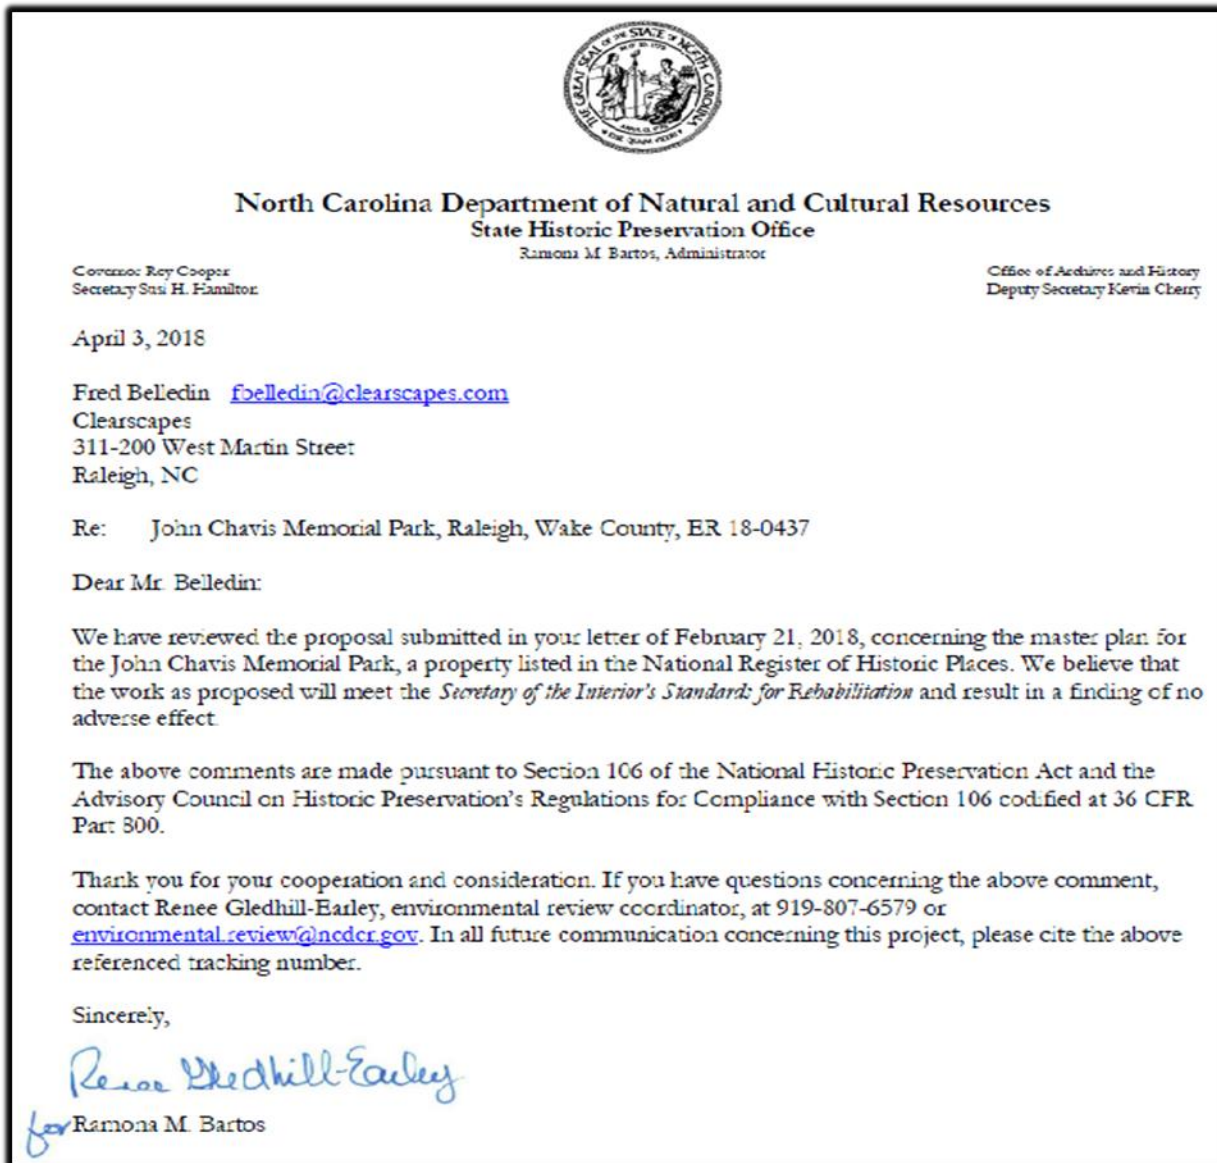 THE GREAT SEAL OF THE STATE OF NORTH CAROLINA
North Carolina Department of Natural and Cultural Resources
State Historic Preservation Office
Ramona M. Bartos, Administrator
Governor Roy Cooper
Secretary Susi H. Hamilton
Office of Archives and History
Deputy Secretary Kevin Cherry
April 3, 2018
Fred Belledin fbelledin@clearscapes.com
Clearscapes
311-200 West Martin Street
Raleigh, NC
Re: John Chavis Memorial Park, Raleigh, Wake County, ER 18-0437
Dear Mr. Belledin:
We have reviewed the proposal submitted in your letter of February 21, 2018, concerning the master plan for
the John Chavis Memorial Park, a property listed in the National Register of Historic Places. We believe that
the work as proposed will meet the Secretary of the Interior's Standards for Rehabilitation and result in a finding of no
adverse effect.
The above comments are made pursuant to Section 106 of the National Historic Preservation Act and the
Advisory Council on Historic Preservation's Regulations for Compliance with Section 106 codified at 36 CFR
Part 800.
Thank you for your cooperation and consideration. If you have questions concerning the above comment,
contact Renee Gledhill-Earley, environmental review coordinator, at 919-807-6579 or
environmental.review@ncdcr.gov. In all future communication concerning this project, please cite the above
referenced tracking number.
Sincerely,
Renee Gledhill-Earley
for Ramona M. Bartos